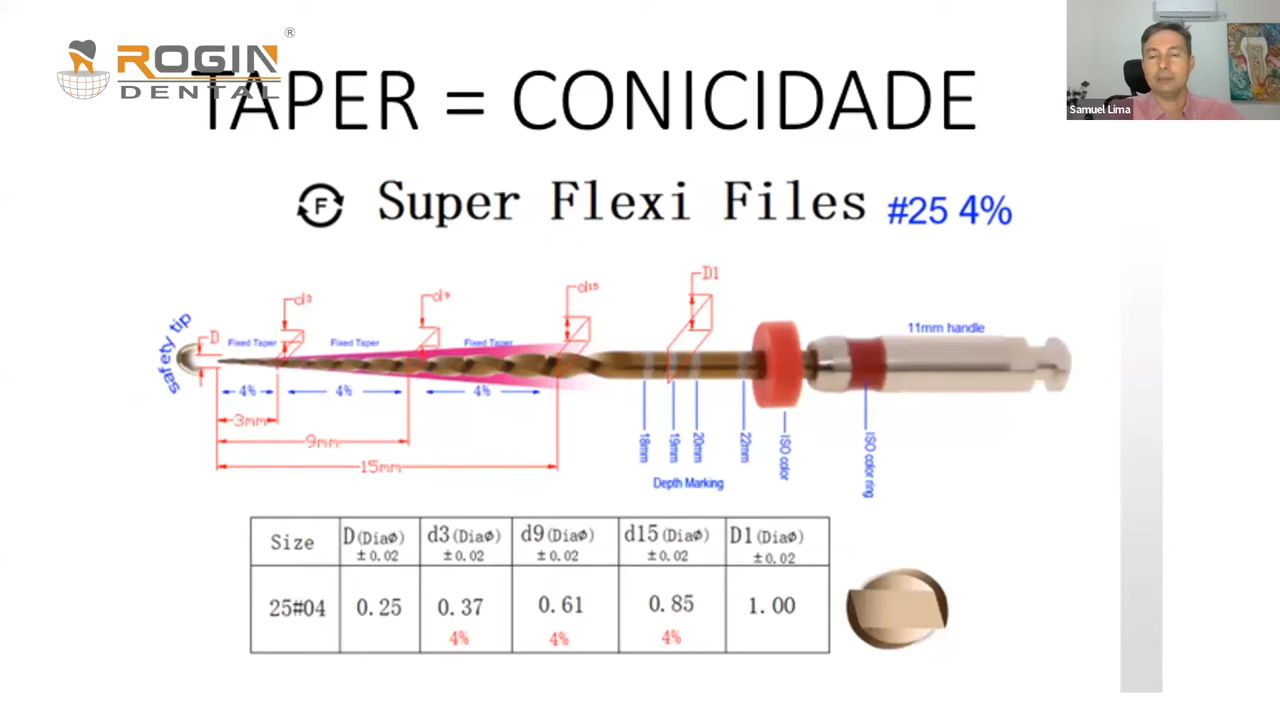 ROGIN®
DENTAL
Samuel Lima
TAPER = CONICIDADE
F Super Flexi Files #25 4%
D1
d3 d9 d15
safety tip
D
Fixed Taper Fixed Taper Fixed Taper
11mm handle
4% 4% 4%
3mm
9mm
15mm
18mm 19mm 20mm 22mm
ISO color
ISO color ring
Depth Marking
Size D(Diaø) ±0.02 d3(Diaø) ±0.02 d9(Diaø) ±0.02 d15(Diaø) ±0.02 D1(Diaø) ±0.02
25#04 0.25 0.37 0.61 0.85 1.00
4% 4% 4%